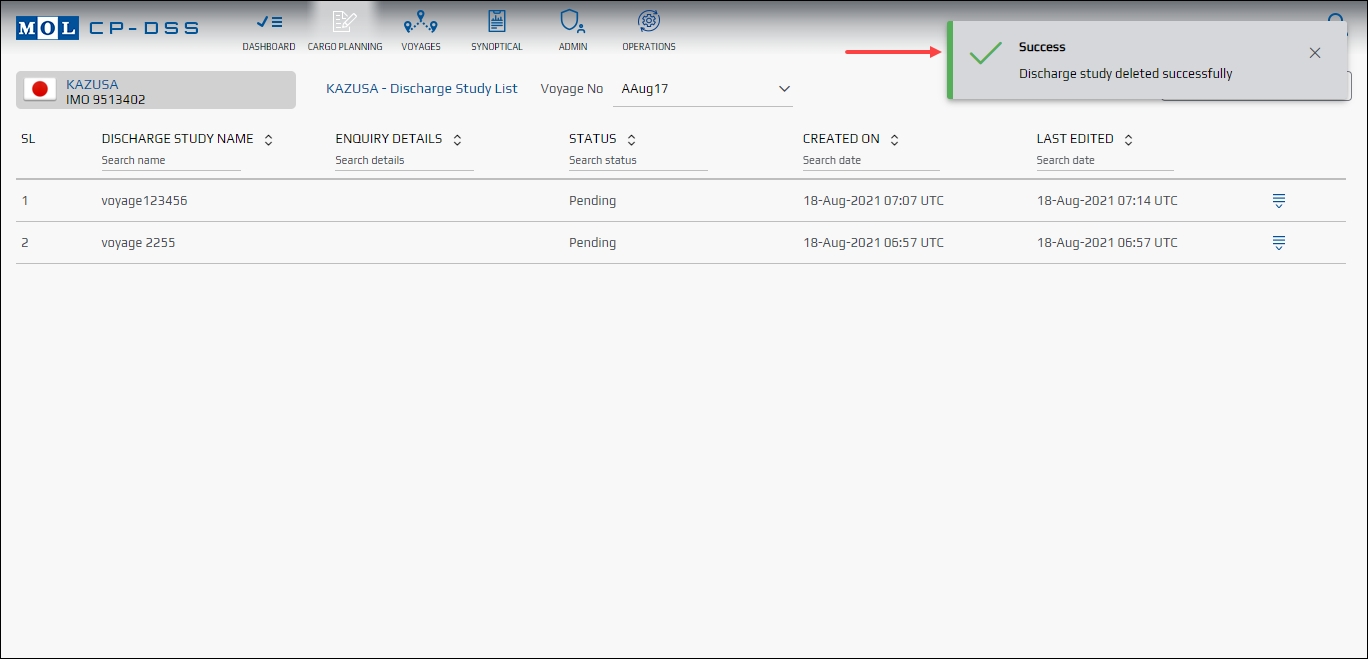 MOL CP-DSS
DASHBOARD
CARGO PLANNING
VOYAGES
SYNOPTICAL
ADMIN
OPERATIONS
Success
Discharge study deleted successfully
KAZUSA
IMO 9513402
KAZUSA - Discharge Study List
Voyage No
AAug17
SL DISCHARGE STUDY NAME ENQUIRY DETAILS STATUS CREATED ON LAST EDITED
Search name Search details Search status Search date Search date
1 voyage123456 Pending 18-Aug-2021 07:07 UTC 18-Aug-2021 07:14 UTC
2 voyage 2255 Pending 18-Aug-2021 06:57 UTC 18-Aug-2021 06:57 UTC